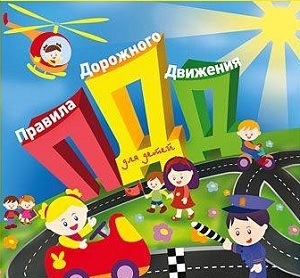 Правила
Дорожного
Движения
ПДД
для детей